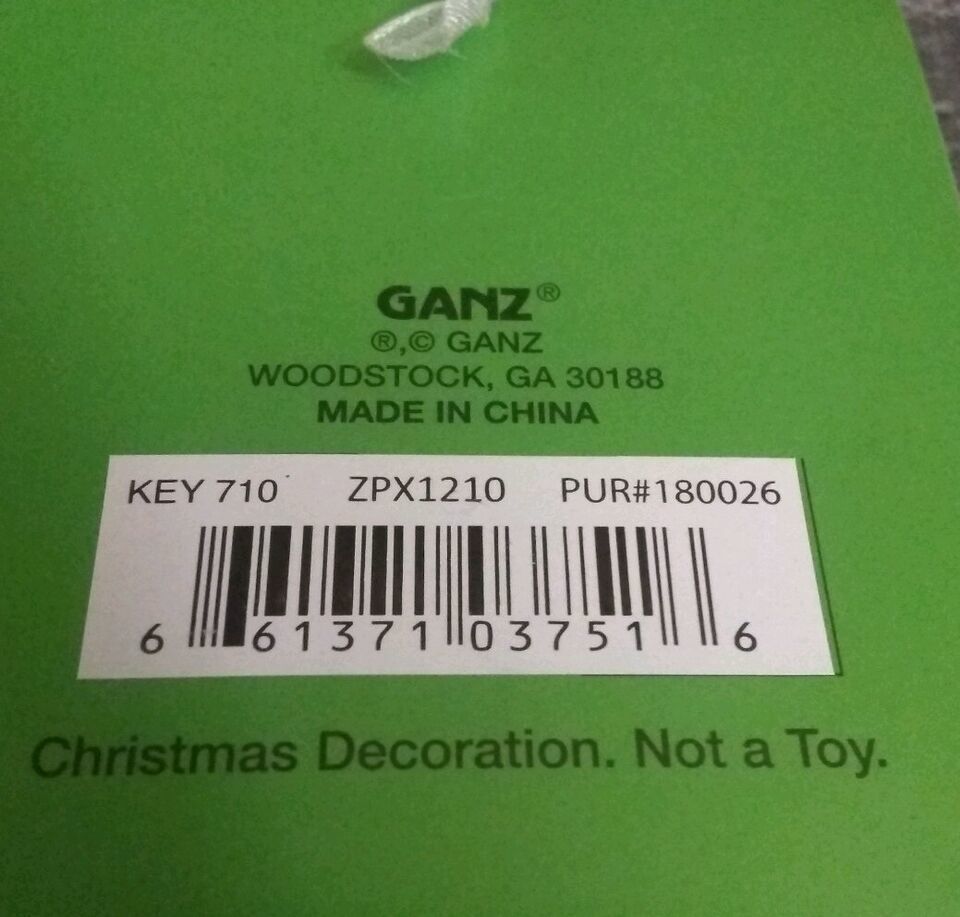 GANZ®
®,© GANZ
WOODSTOCK, GA 30188
MADE IN CHINA
KEY 710 ZPX1210 PUR#180026
6 61371 03751 6
Christmas Decoration. Not a Toy.